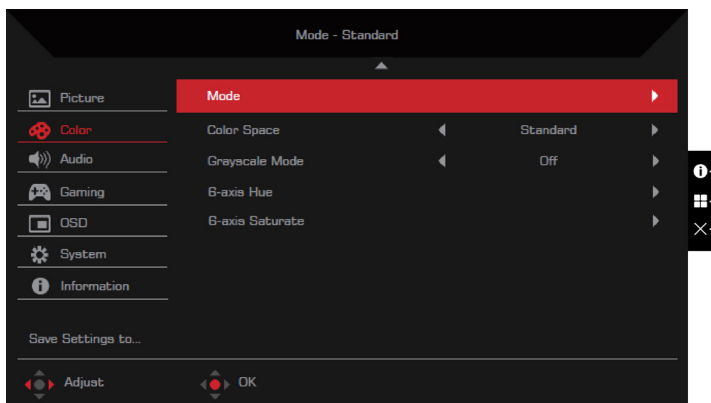 Mode - Standard
Picture
Color
Audio
Gaming
OSD
System
Information
Save Settings to...
Mode
Color Space Standard
Grayscale Mode Off
6-axis Hue
6-axis Saturate
Adjust OK